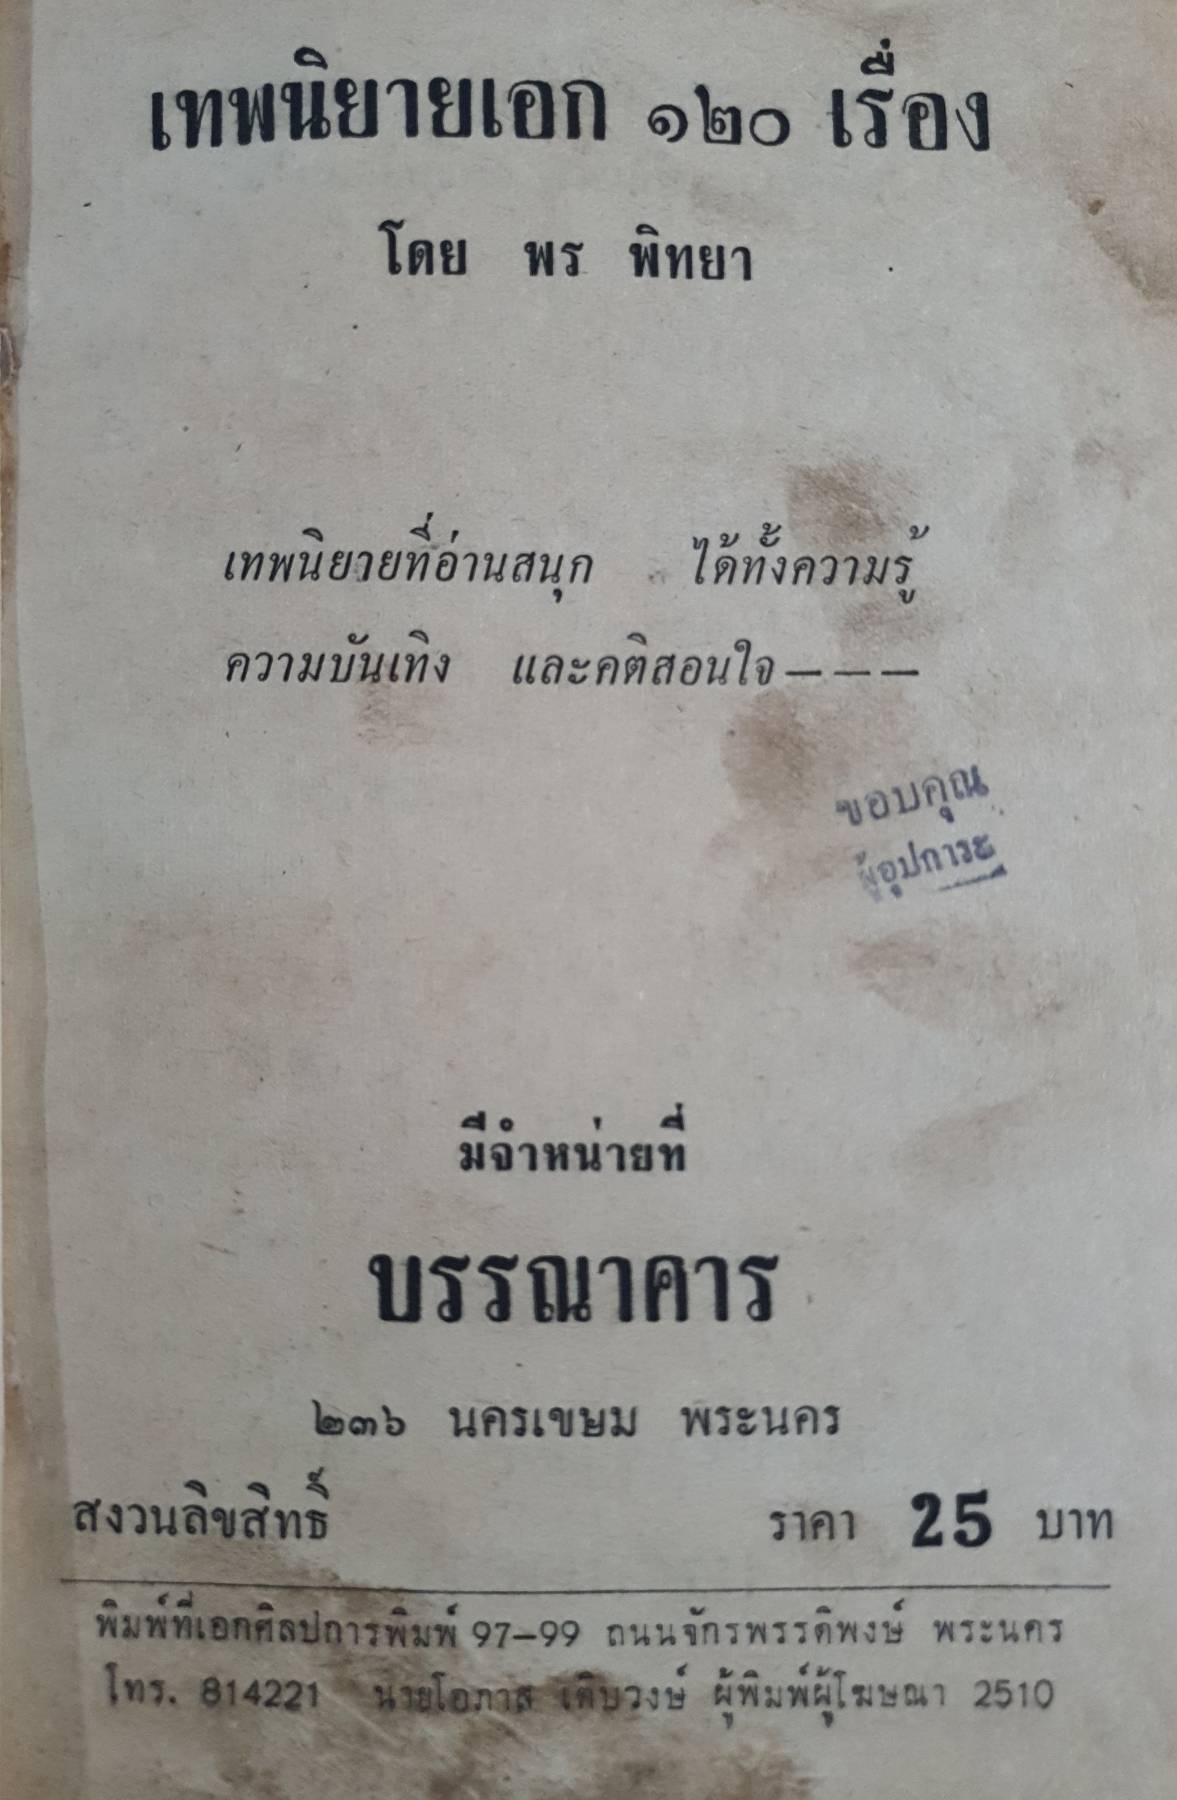 เทพนิยายเอก ๑๒๐ เรื่อง
โดย พร พิทยา
เทพนิยายที่อ่านสนุก ได้ทั้งความรู้
ความบันเทิง และคติสอนใจ — — —
ขอบคุณ
ผู้อุปการะ
มีจำหน่ายที่
บรรณาคาร
๒๓๖ นครเขษม พระนคร
สงวนลิขสิทธิ์ ราคา 25 บาท
พิมพ์ที่เอกศิลปการพิมพ์ 97–99 ถนนจักรพรรดิพงษ์ พระนคร
โทร. 814221 นายโอภาส เติบวงษ์ ผู้พิมพ์ผู้โฆษณา 2510